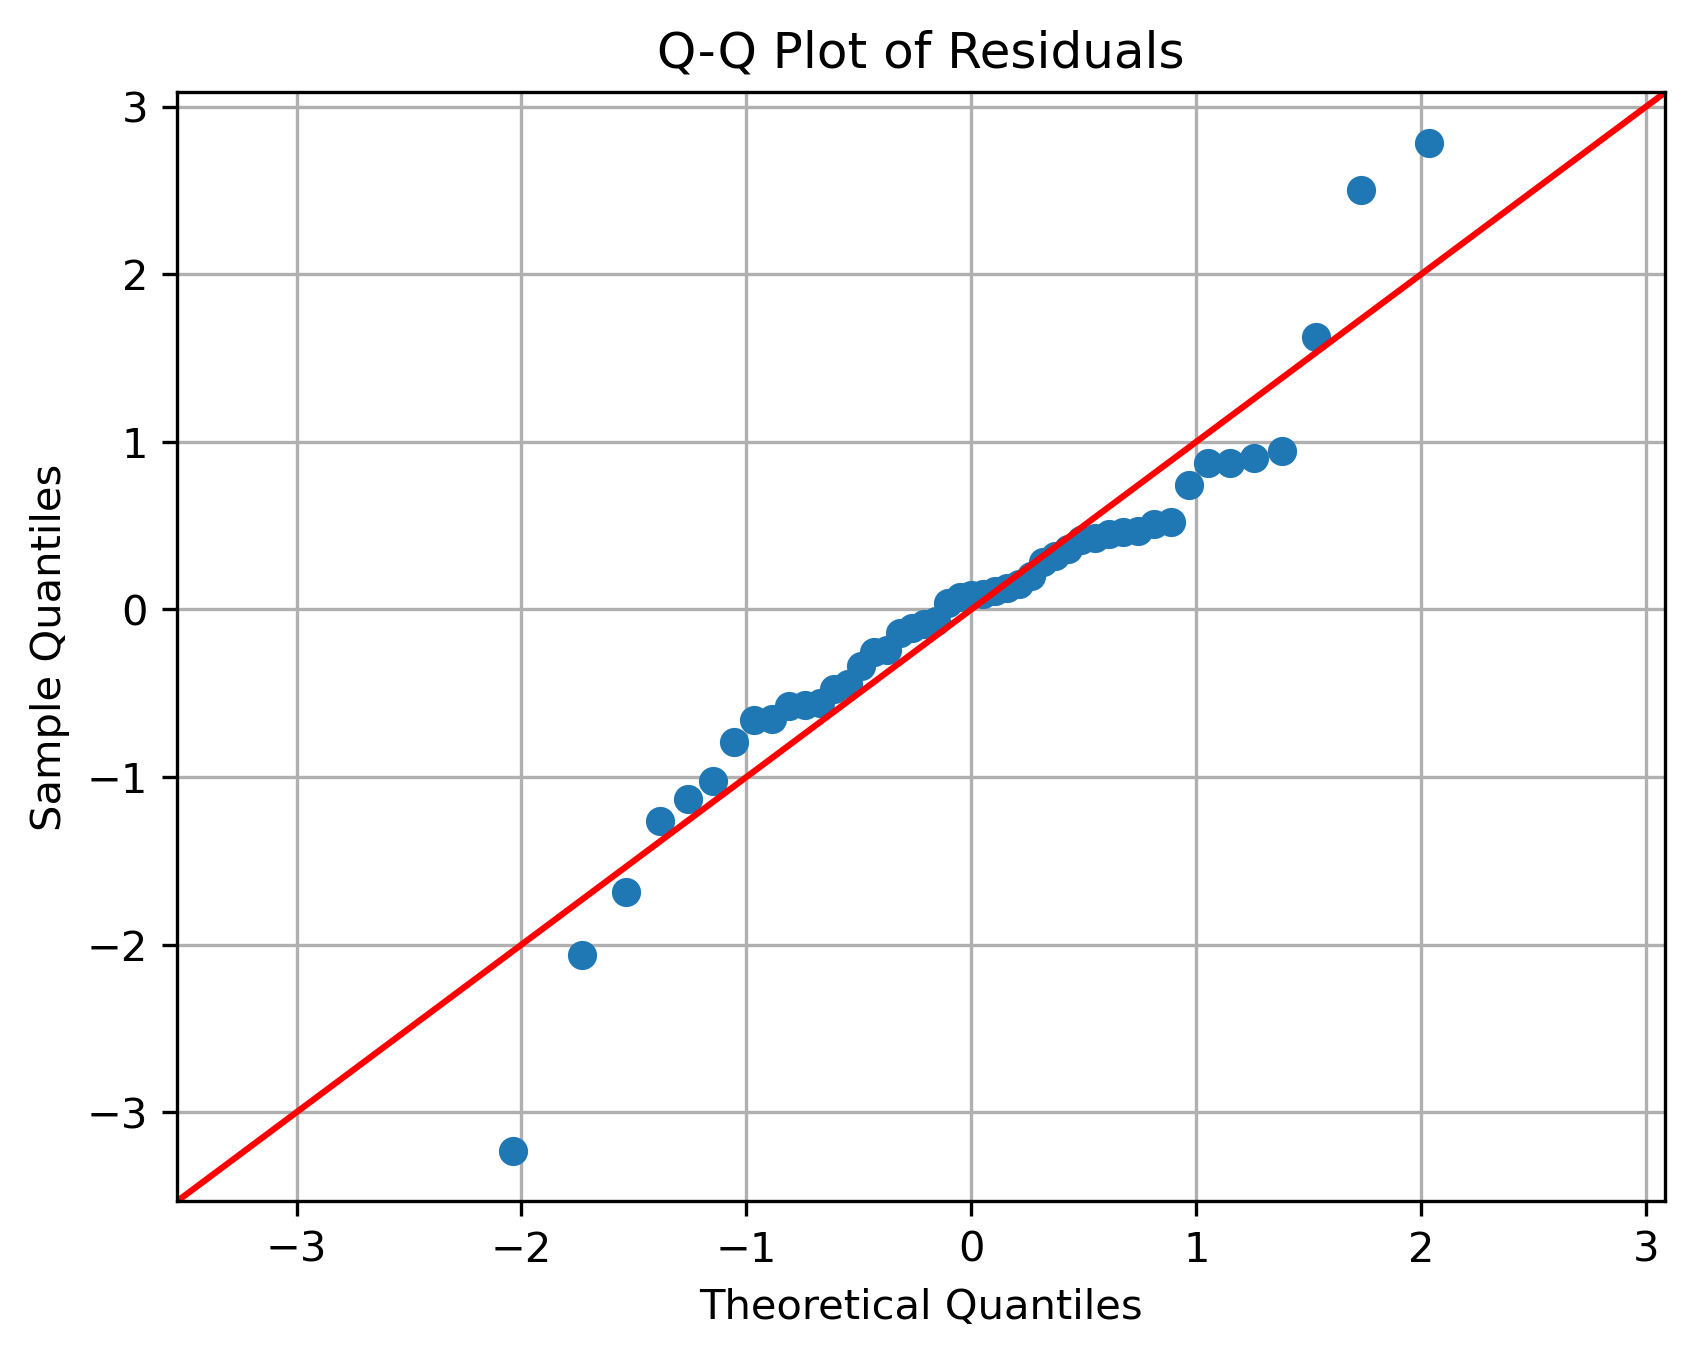 Q-Q Plot of Residuals
3
2
1
0
−1
−2
−3
Sample Quantiles
−3 −2 −1 0 1 2 3
Theoretical Quantiles